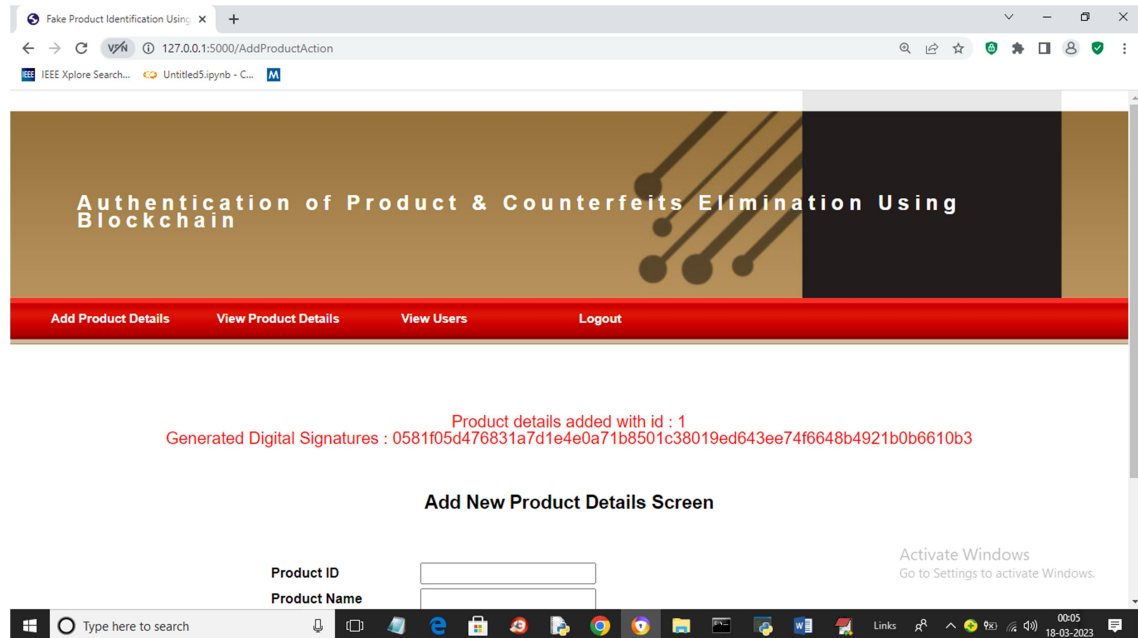 Fake Product Identification Using
127.0.0.1:5000/AddProductAction
VPN
IEEE IEEE Xplore Search... Untitled5.ipynb - C... M
Authentication of Product & Counterfeits Elimination Using
Blockchain
Add Product Details View Product Details View Users Logout
Product details added with id : 1
Generated Digital Signatures : 0581f05d476831a7d1e4e0a71b8501c38019ed643ee74f6648b4921b0b6610b3
Add New Product Details Screen
Activate Windows
Product ID Go to Settings to activate Windows.
Product Name
Type here to search Links 00:05
18-03-2023